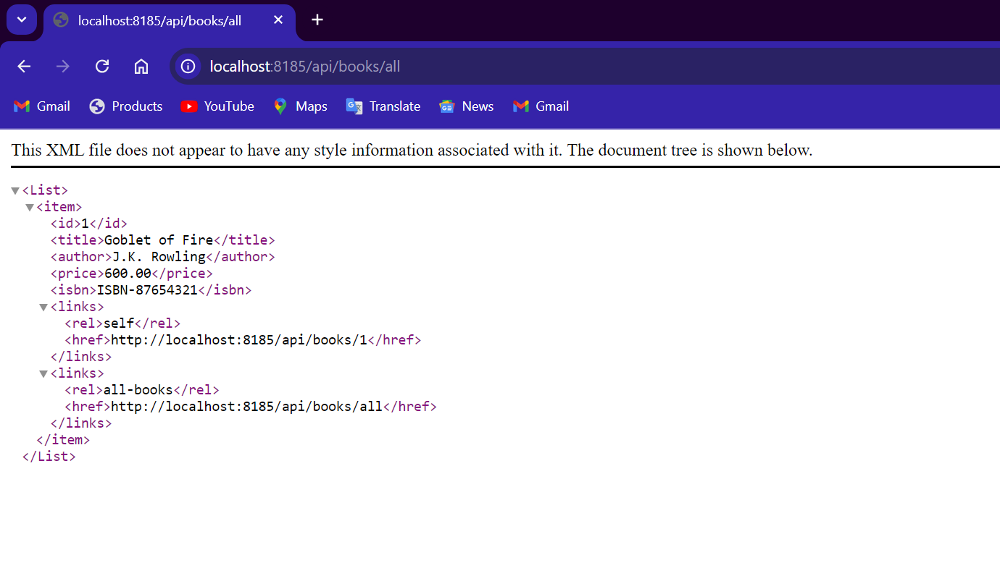 localhost:8185/api/books/all
localhost:8185/api/books/all
Gmail Products YouTube Maps Translate News Gmail
This XML file does not appear to have any style information associated with it. The document tree is shown below.
<List>
<item>
<id>1</id>
<title>Goblet of Fire</title>
<author>J.K. Rowling</author>
<price>600.00</price>
<isbn>ISBN-87654321</isbn>
<links>
<rel>self</rel>
<href>http://localhost:8185/api/books/1</href>
</links>
<links>
<rel>all-books</rel>
<href>http://localhost:8185/api/books/all</href>
</links>
</item>
</List>